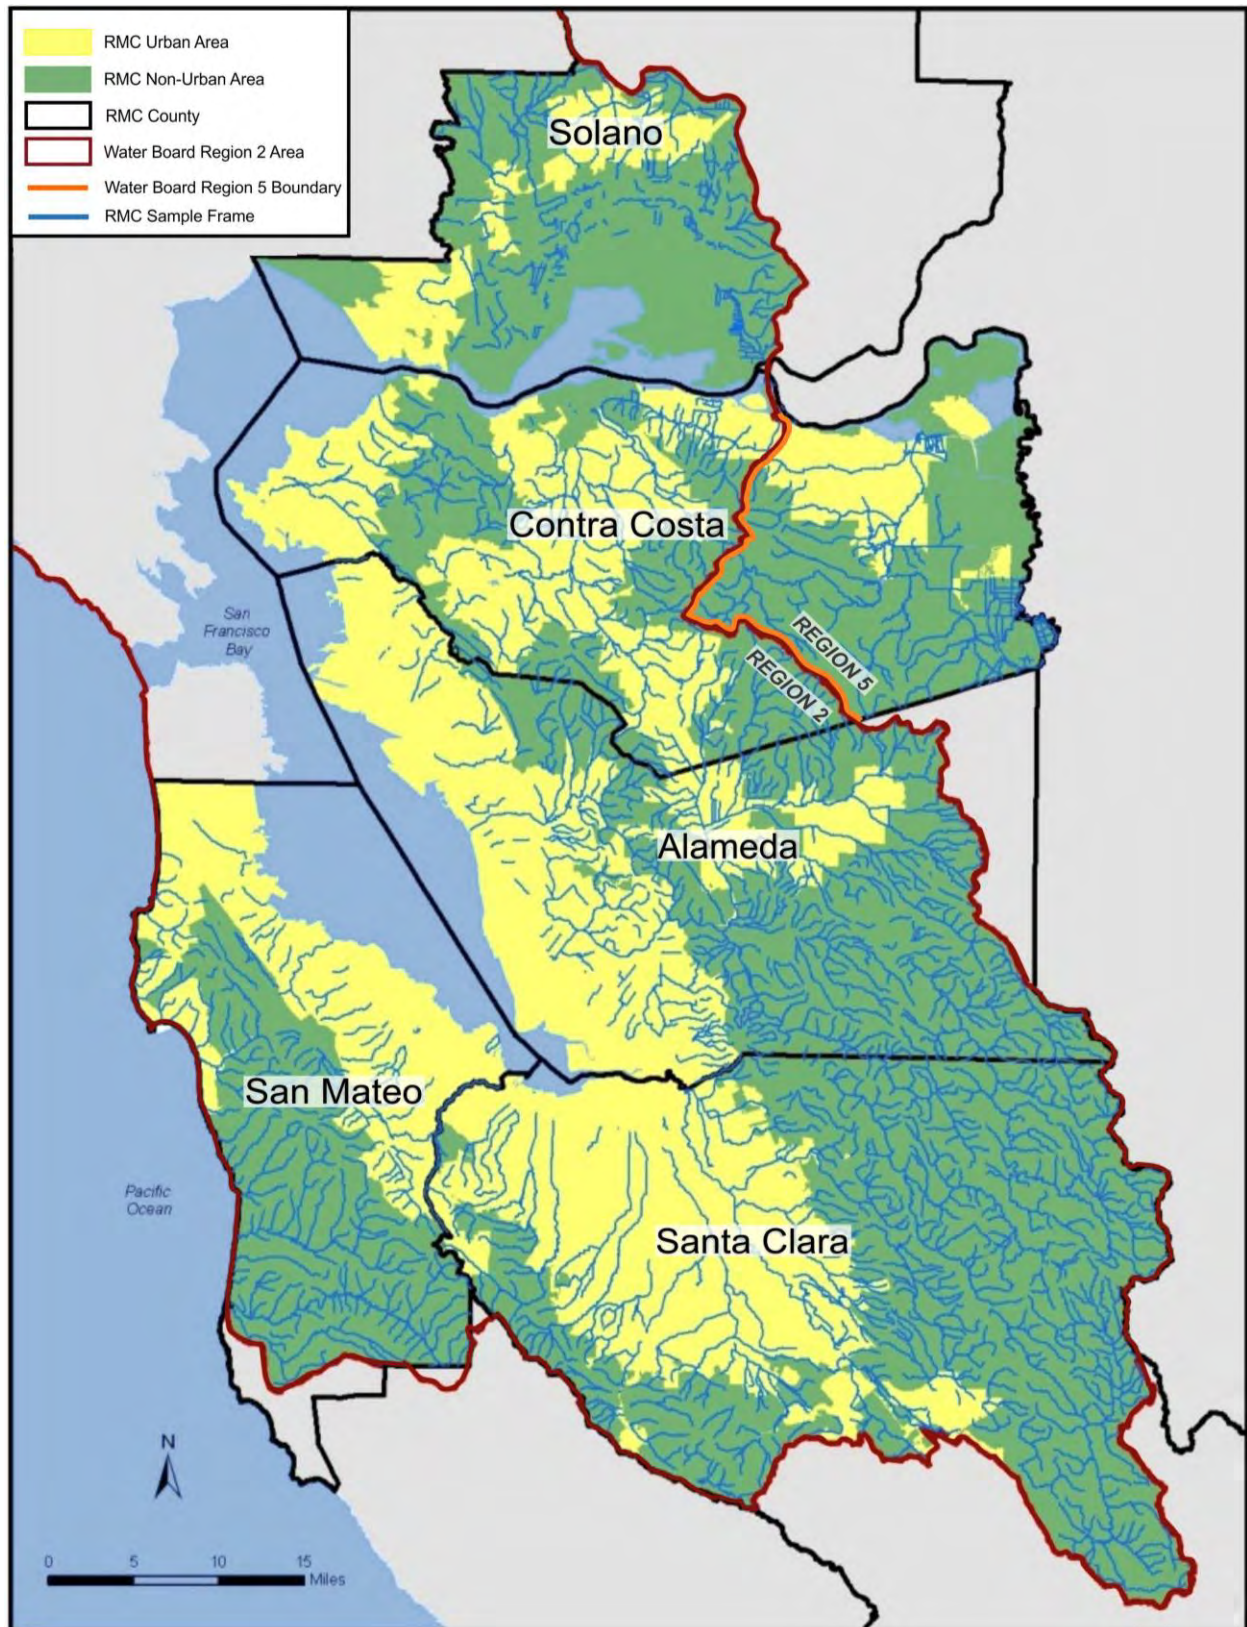 RMC Urban Area
RMC Non-Urban Area
RMC County
Water Board Region 2 Area
Water Board Region 5 Boundary
RMC Sample Frame
Solano
Contra Costa
San
Francisco
Bay
REGION 5
REGION 2
Alameda
San Mateo
Pacific
Ocean
Santa Clara
N
0 5 10 15
Miles